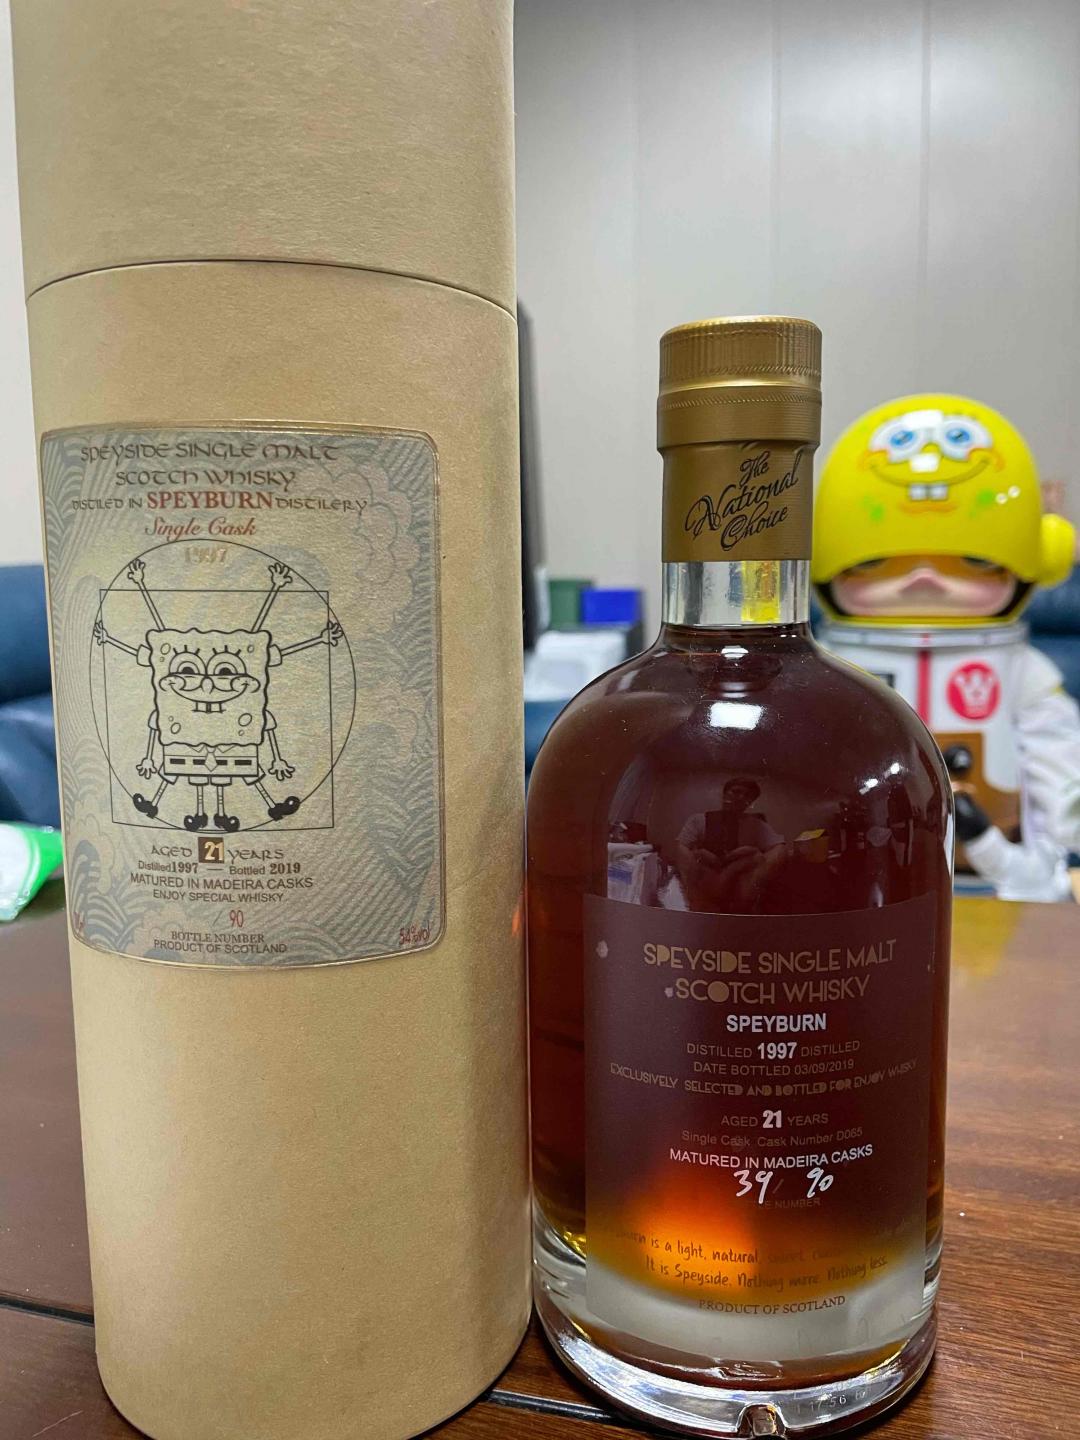 SPEYSIDE SINGLE MALT
SCOTCH WHISKY
DISTILED IN SPEYBURN DISTILERY
Single Cask
1997
AGED 21 YEARS
Distilled 1997 — Bottled 2019
MATURED IN MADEIRA CASKS
ENJOY SPECIAL WHISKY
/ 90
54%vol
BOTTLE NUMBER
PRODUCT OF SCOTLAND
The
National
Choice
SPEYSIDE SINGLE MALT
SCOTCH WHISKY
SPEYBURN
DISTILLED 1997 DISTILLED
DATE BOTTLED 03/09/2019
EXCLUSIVELY SELECTED AND BOTTLED FOR ENJOY WHISKY
AGED 21 YEARS
Single Cask Cask Number D065
MATURED IN MADEIRA CASKS
39/ 90
NUMBER
is a light, natural,
It is Speyside. Nothing more. Nothing less.
PRODUCT OF SCOTLAND